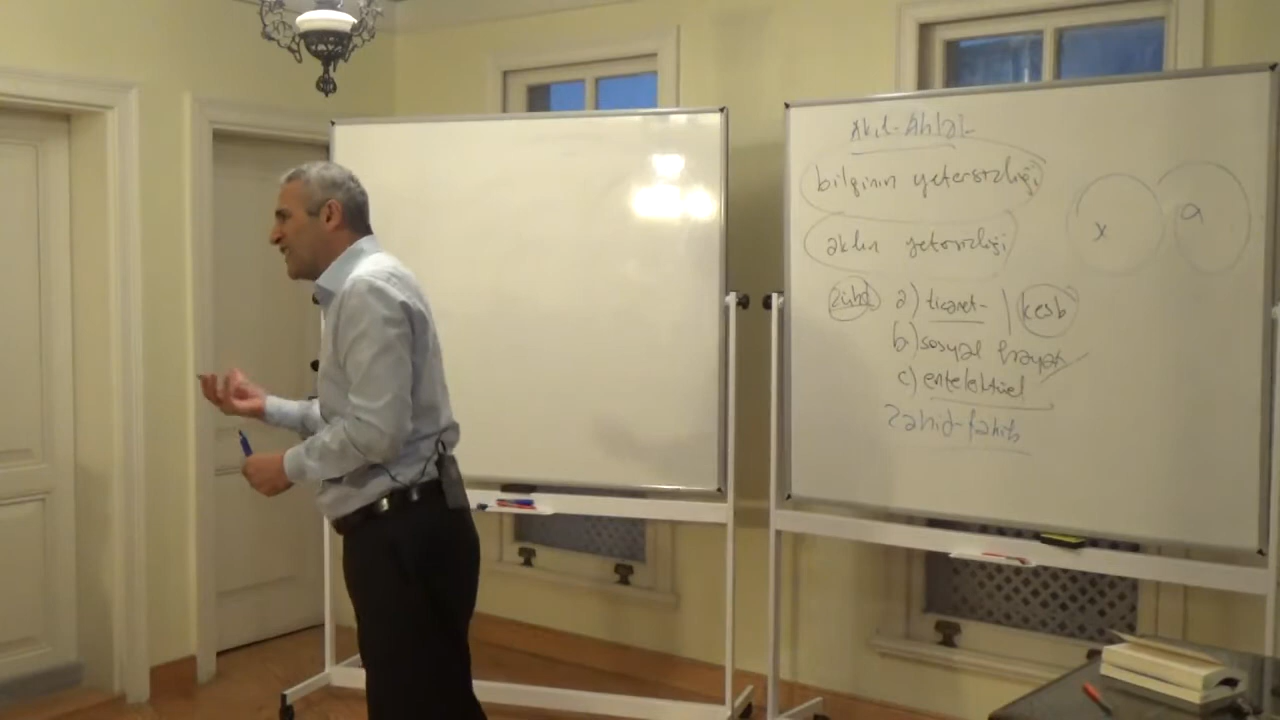 Akıl-Ahlak
bilginin yetersizliği
aklın yetersizliği
x a
zühd a) ticaret- | kesb
b) sosyal hayat
c) entelektüel
Zahid-fakih